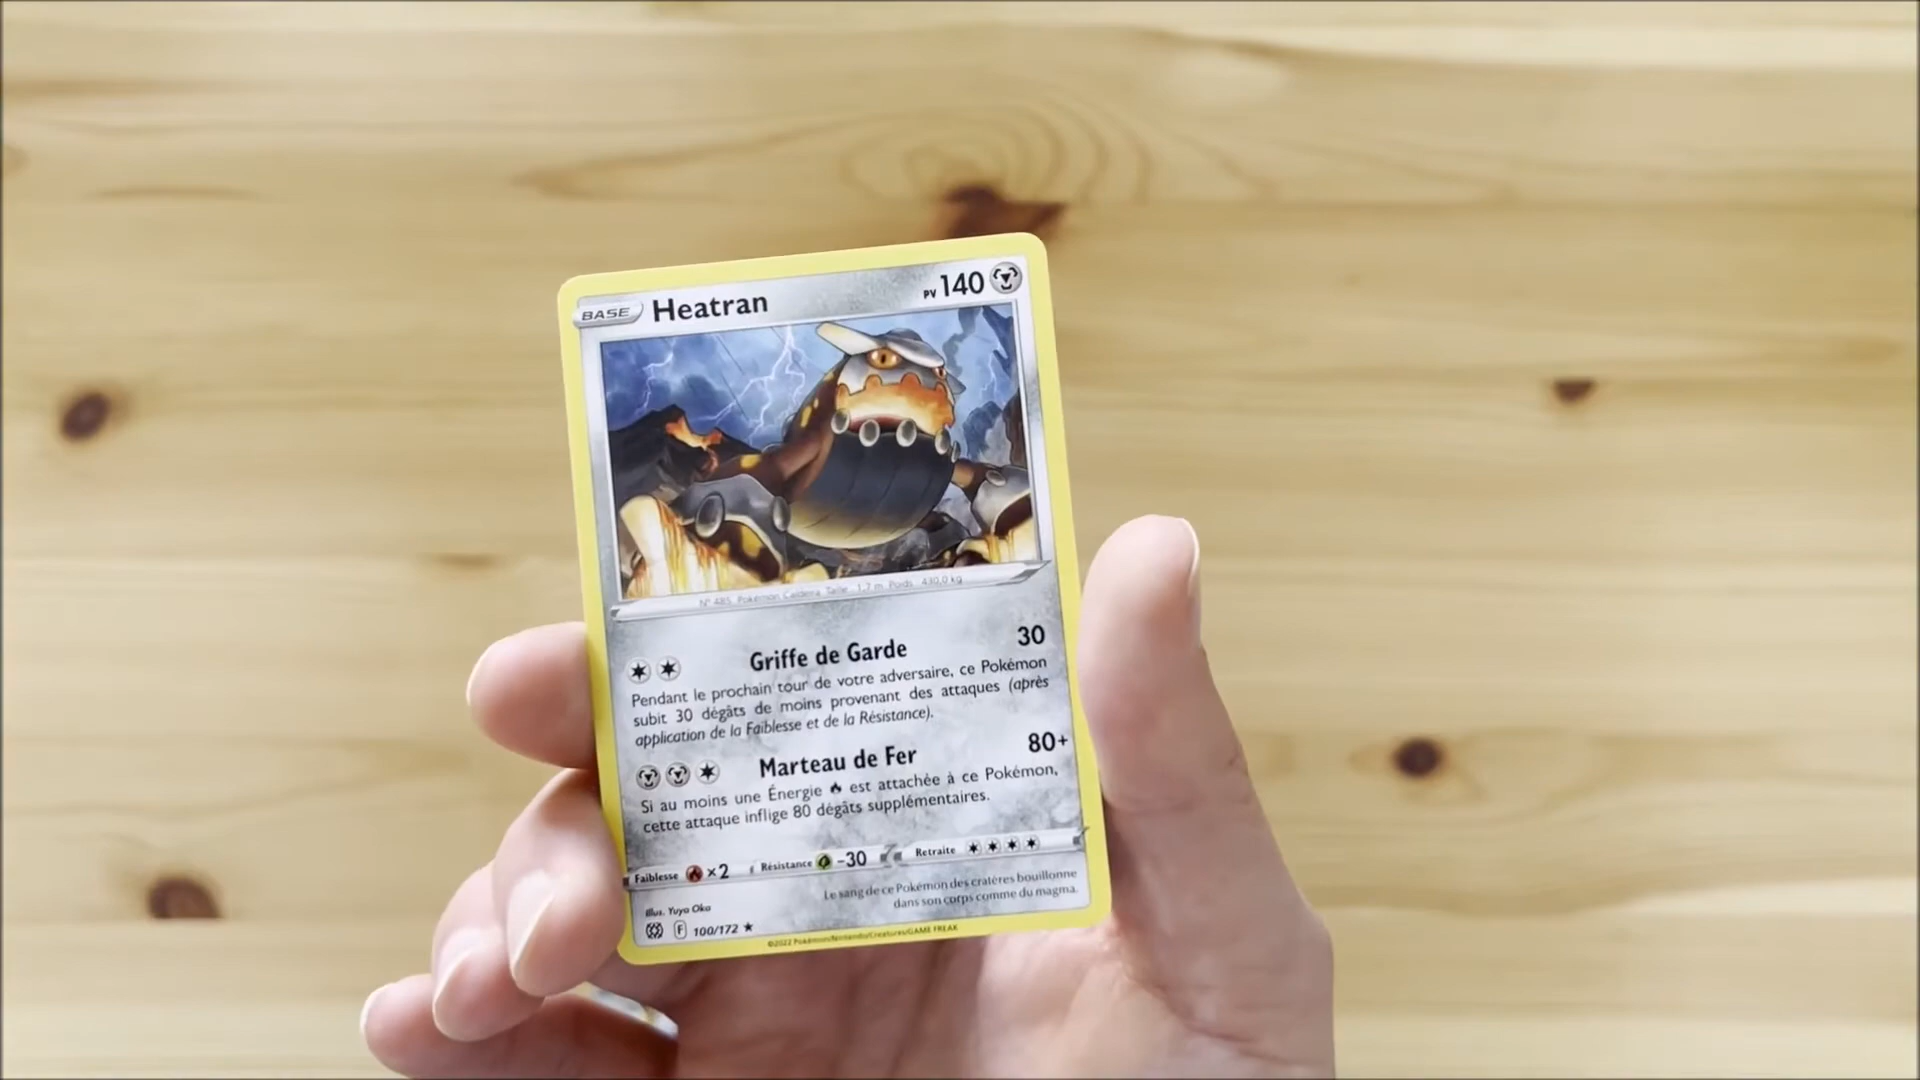 BASE Heatran PV 140
N° 485 Pokémon Caldeira Taille : 1,7 m Poids : 430,0 kg
Griffe de Garde 30
Pendant le prochain tour de votre adversaire, ce Pokémon
subit 30 dégâts de moins provenant des attaques (après
application de la Faiblesse et de la Résistance).
Marteau de Fer 80+
Si au moins une Énergie est attachée à ce Pokémon,
cette attaque inflige 80 dégâts supplémentaires.
Faiblesse ×2 Résistance -30 Retraite
Le sang de ce Pokémon des cratères bouillonne
dans son corps comme du magma.
Illus. Yuya Oka
F 100/172 ★
©2022 Pokémon/Nintendo/Creatures/GAME FREAK